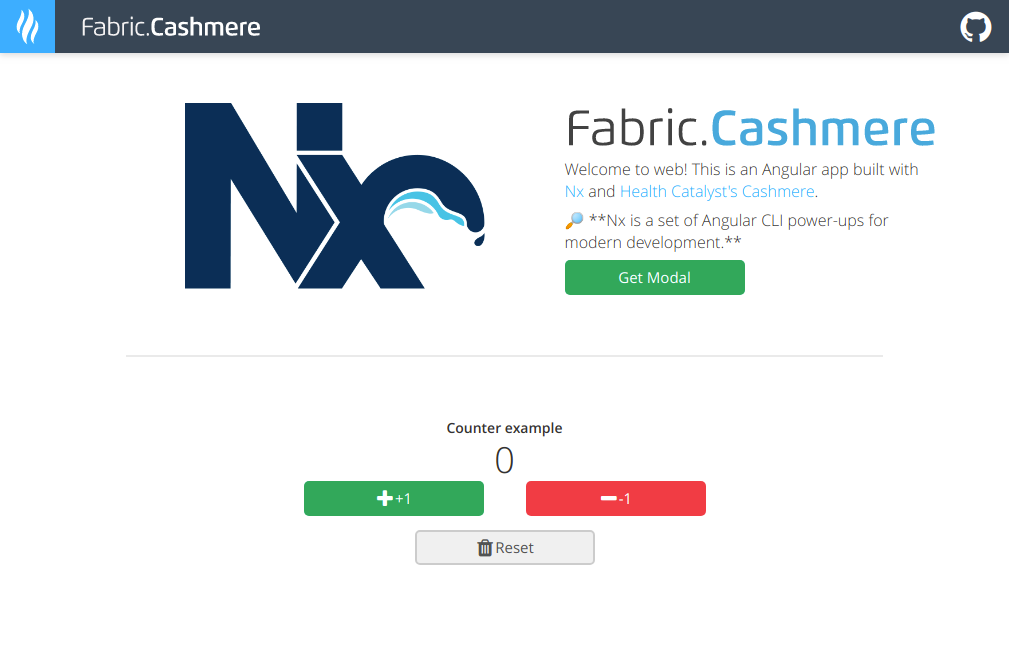 Fabric.Cashmere
Nx
Fabric.Cashmere
Welcome to web! This is an Angular app built with
Nx and Health Catalyst's Cashmere.
🔎 **Nx is a set of Angular CLI power-ups for
modern development.**
Get Modal
Counter example
0
+1
-1
Reset